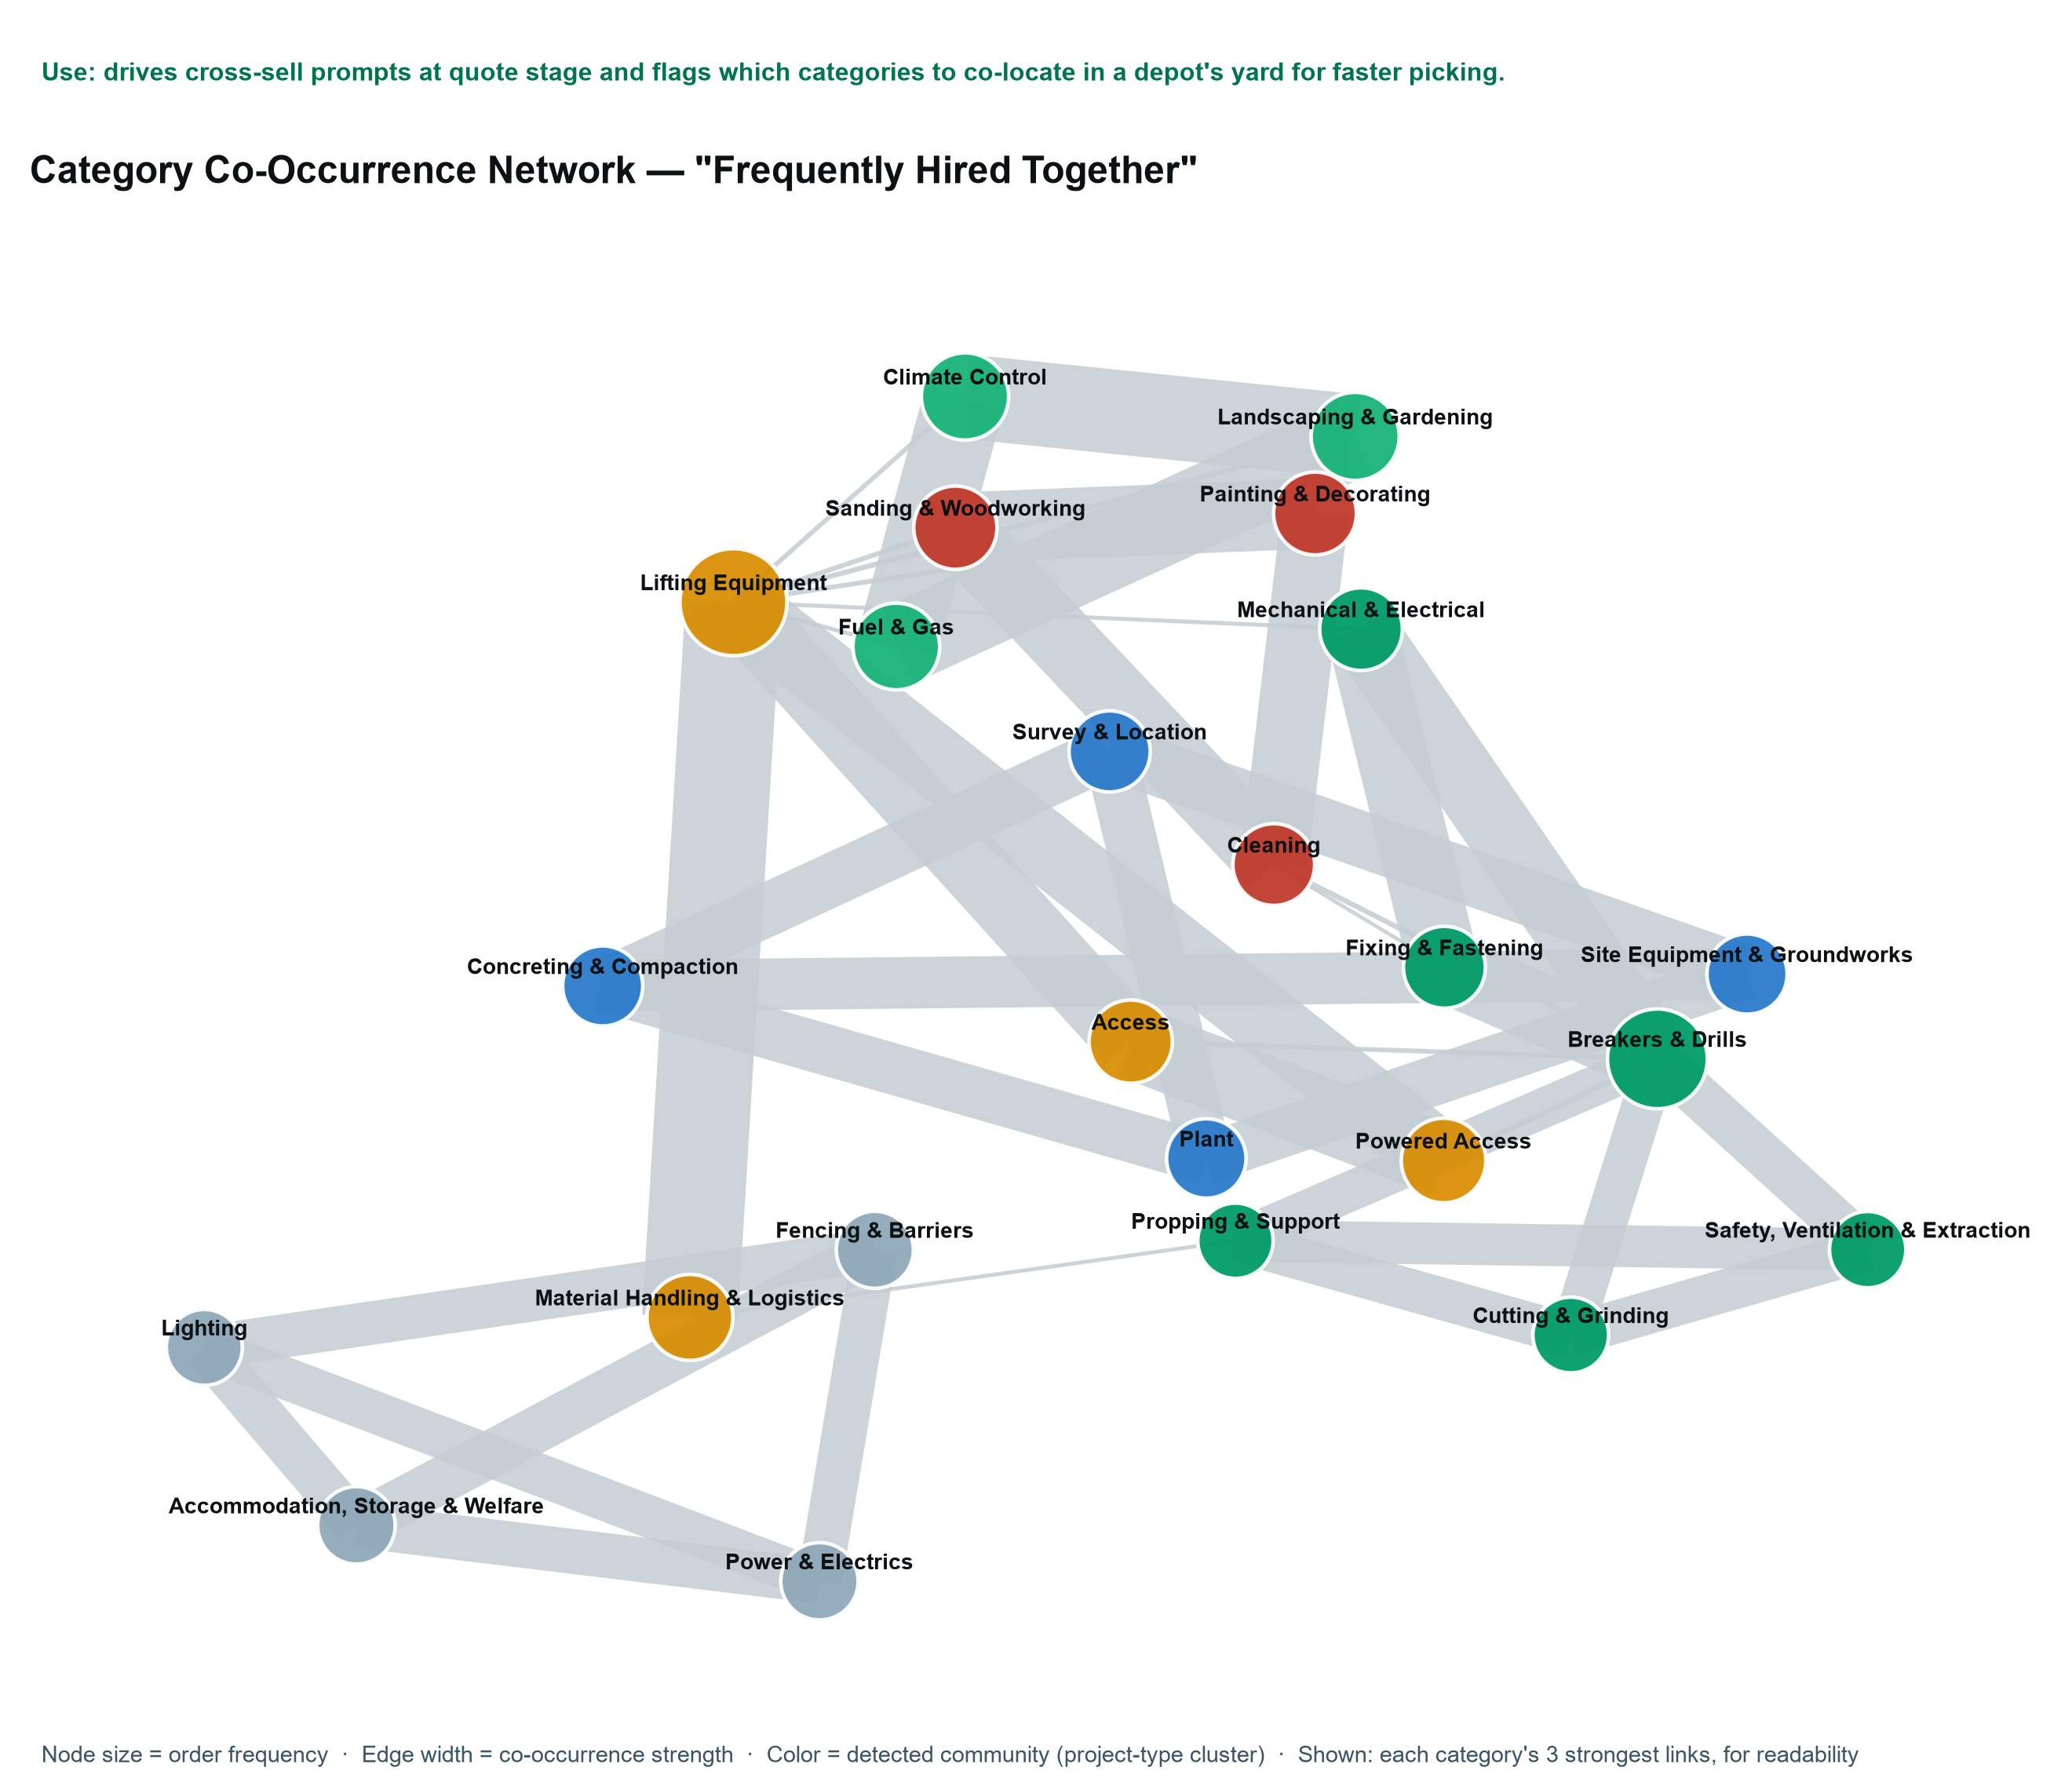 Use: drives cross-sell prompts at quote stage and flags which categories to co-locate in a depot's yard for faster picking.
Category Co-Occurrence Network — "Frequently Hired Together"
Climate Control
Landscaping & Gardening
Painting & Decorating
Sanding & Woodworking
Lifting Equipment
Mechanical & Electrical
Fuel & Gas
Survey & Location
Cleaning
Fixing & Fastening
Site Equipment & Groundworks
Concreting & Compaction
Access
Breakers & Drills
Plant
Powered Access
Propping & Support
Fencing & Barriers
Safety, Ventilation & Extraction
Material Handling & Logistics
Cutting & Grinding
Lighting
Accommodation, Storage & Welfare
Power & Electrics
Node size = order frequency · Edge width = co-occurrence strength · Color = detected community (project-type cluster) · Shown: each category's 3 strongest links, for readability